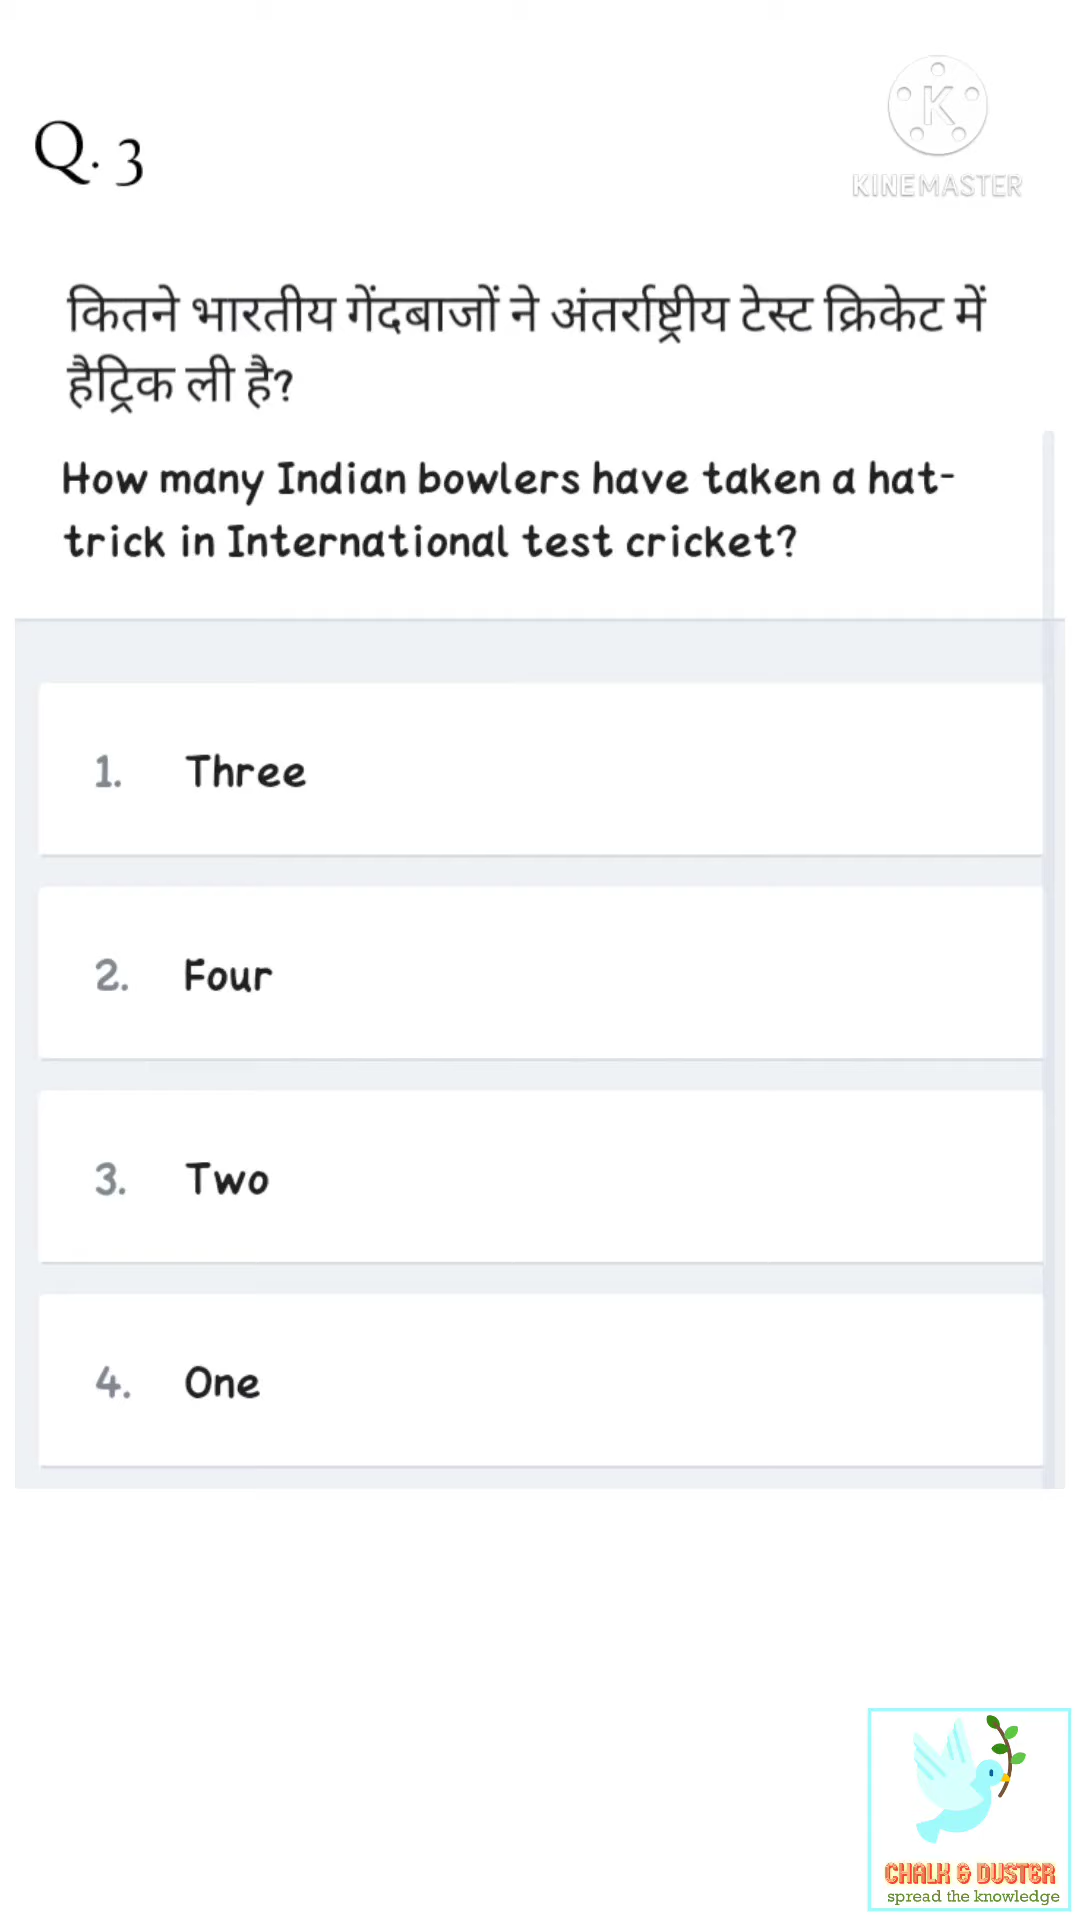 Q. 3
K
KINEMASTER
कितने भारतीय गेंदबाजों ने अंतर्राष्ट्रीय टेस्ट क्रिकेट में
हैट्रिक ली है?
How many Indian bowlers have taken a hat-
trick in International test cricket?
1. Three
2. Four
3. Two
4. One
CHALK & DUSTER
spread the knowledge